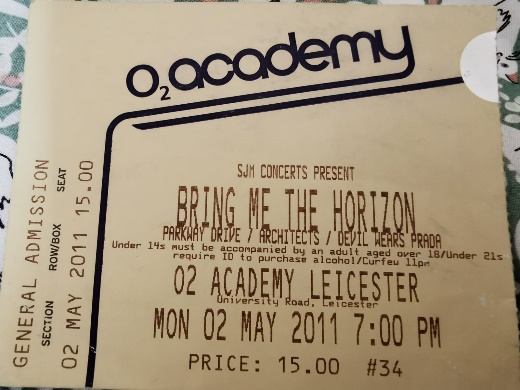 O2 academy
SJM CONCERTS PRESENT
BRING ME THE HORIZON
PARKWAY DRIVE / ARCHITECTS / DEVIL WEARS PRADA
Under 14s must be accompanied by an adult aged over 18/Under 21s
require ID to purchase alcohol/Curfew 11pm
O2 ACADEMY LEICESTER
University Road, Leicester
MON 02 MAY 2011 7:00 PM
PRICE: 15.00 #34
GENERAL ADMISSION
SECTION ROW/BOX SEAT
02 MAY 2011 15.00